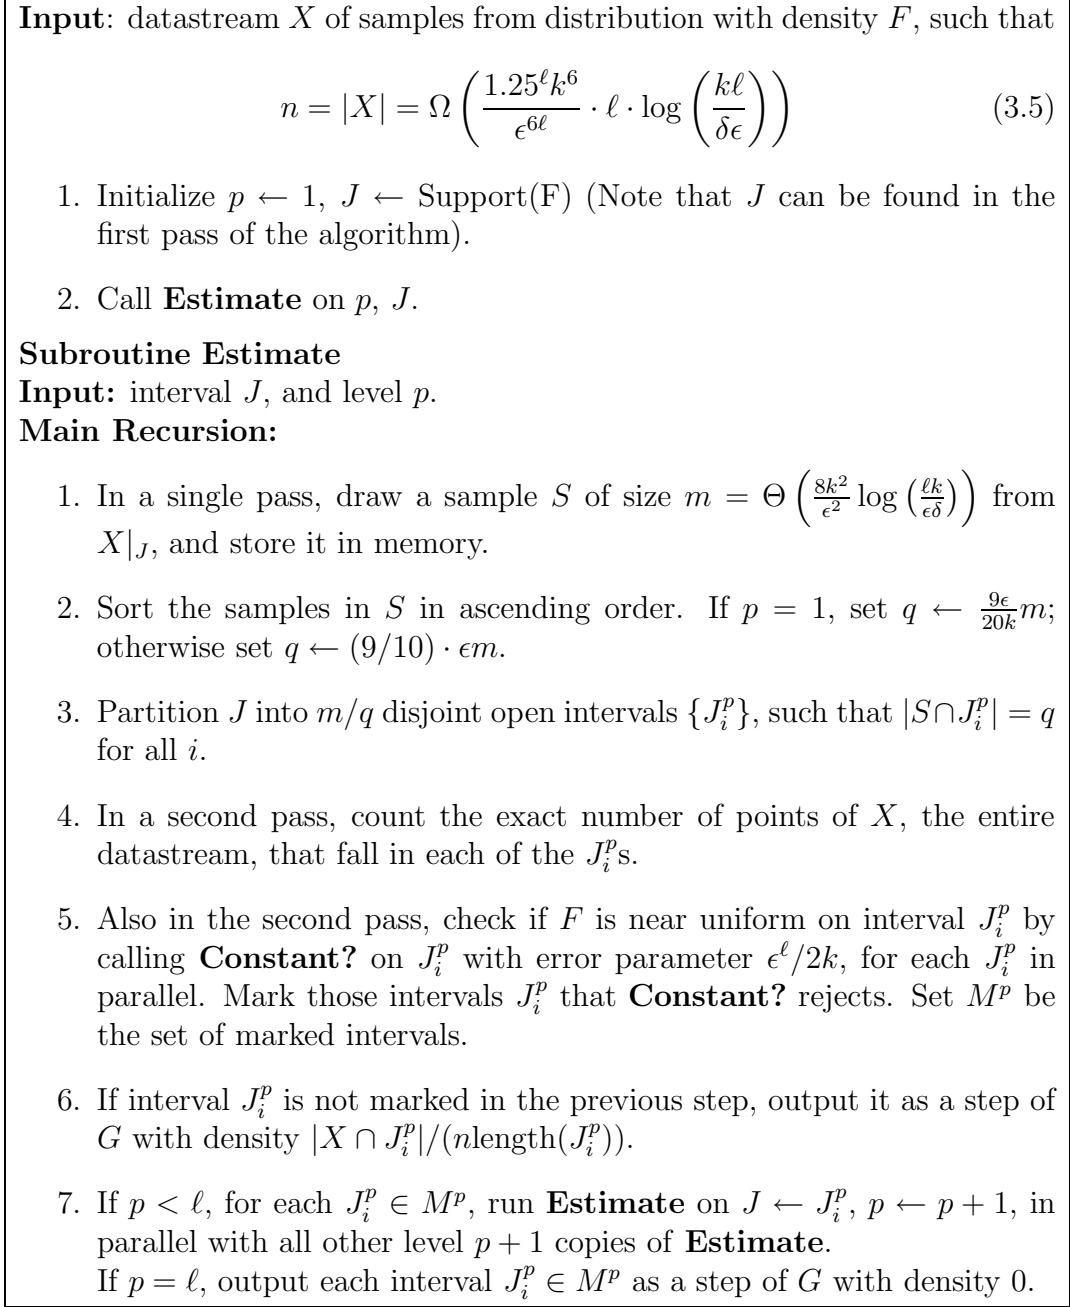 Input: datastream X of samples from distribution with density F, such that
n = |X| = Ω ( \frac{1.25^ℓ k^6}{ϵ^{6ℓ}} · ℓ · log ( \frac{kℓ}{δϵ} ) ) (3.5)
1. Initialize p ← 1, J ← Support(F) (Note that J can be found in the
first pass of the algorithm).
2. Call Estimate on p, J.
Subroutine Estimate
Input: interval J, and level p.
Main Recursion:
1. In a single pass, draw a sample S of size m = Θ ( \frac{8k^2}{ϵ^2} log ( \frac{ℓk}{ϵδ} ) ) from
X|_J, and store it in memory.
2. Sort the samples in S in ascending order. If p = 1, set q ← \frac{9ϵ}{20k} m;
otherwise set q ← (9/10) · ϵm.
3. Partition J into m/q disjoint open intervals {J_i^p}, such that |S∩J_i^p| = q
for all i.
4. In a second pass, count the exact number of points of X, the entire
datastream, that fall in each of the J_i^ps.
5. Also in the second pass, check if F is near uniform on interval J_i^p by
calling Constant? on J_i^p with error parameter ϵ^ℓ/2k, for each J_i^p in
parallel. Mark those intervals J_i^p that Constant? rejects. Set M^p be
the set of marked intervals.
6. If interval J_i^p is not marked in the previous step, output it as a step of
G with density |X ∩ J_i^p|/(nlength(J_i^p)).
7. If p < ℓ, for each J_i^p ∈ M^p, run Estimate on J ← J_i^p, p ← p + 1, in
parallel with all other level p + 1 copies of Estimate.
If p = ℓ, output each interval J_i^p ∈ M^p as a step of G with density 0.